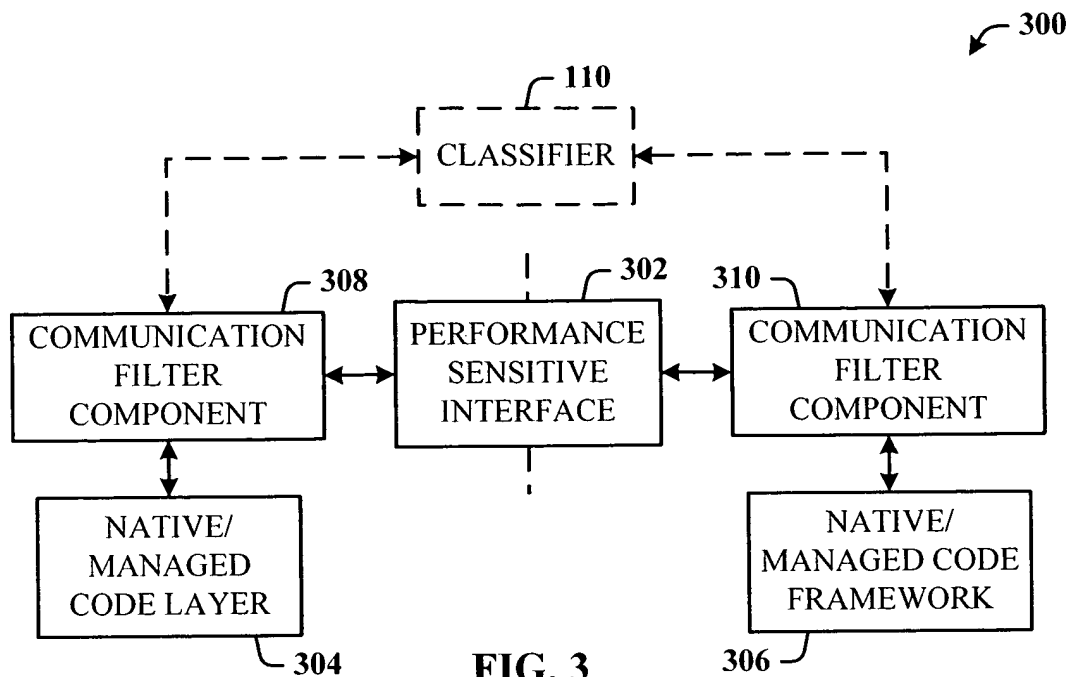 300
110
CLASSIFIER
308
302
310
COMMUNICATION
FILTER
COMPONENT
PERFORMANCE
SENSITIVE
INTERFACE
COMMUNICATION
FILTER
COMPONENT
NATIVE/
MANAGED
CODE LAYER
NATIVE/
MANAGED CODE
FRAMEWORK
304
FIG. 3
306